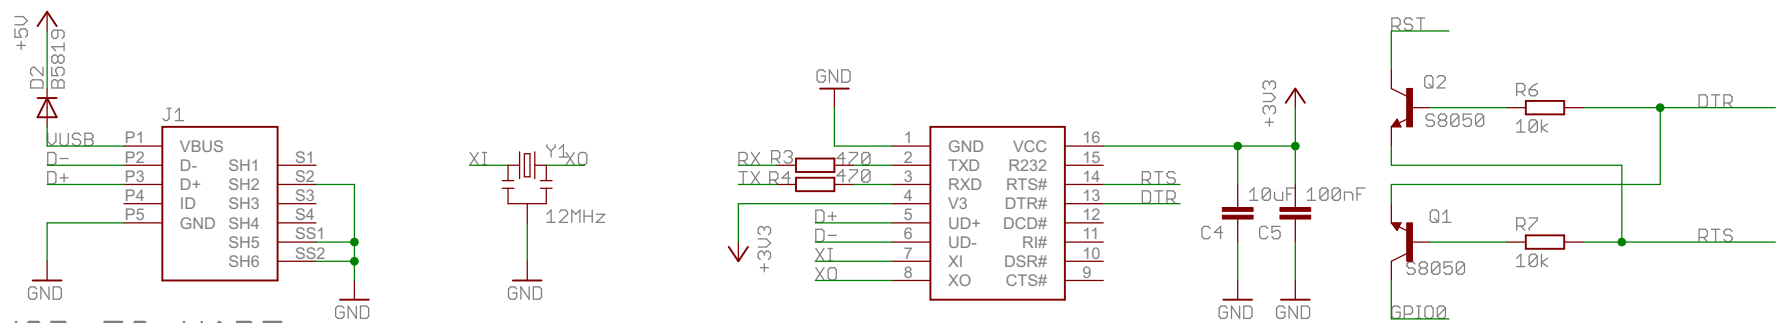 +5V
D2
B5819
J1
VUSB
D-
D+
P1
P2
P3
P4
P5
VBUS
D-
D+
ID
GND
SH1
SH2
SH3
SH4
SH5
SH6
S1
S2
S3
S4
SS1
SS2
GND
GND
XI
Y1
XO
12MHz
GND
GND
RX R3 470
TX R4 470
+3V3
D+
D-
XI
XO
1 GND VCC 16
2 TXD R232 15
3 RXD RTS# 14
4 V3 DTR# 13
5 UD+ DCD# 12
6 UD- RI# 11
7 XI DSR# 10
8 XO CTS# 9
RTS
DTR
+3V3
10uF 100nF
C4 C5
GND GND
RST
Q2
S8050
R6
10k
DTR
Q1
S8050
R7
10k
RTS
GPIO0